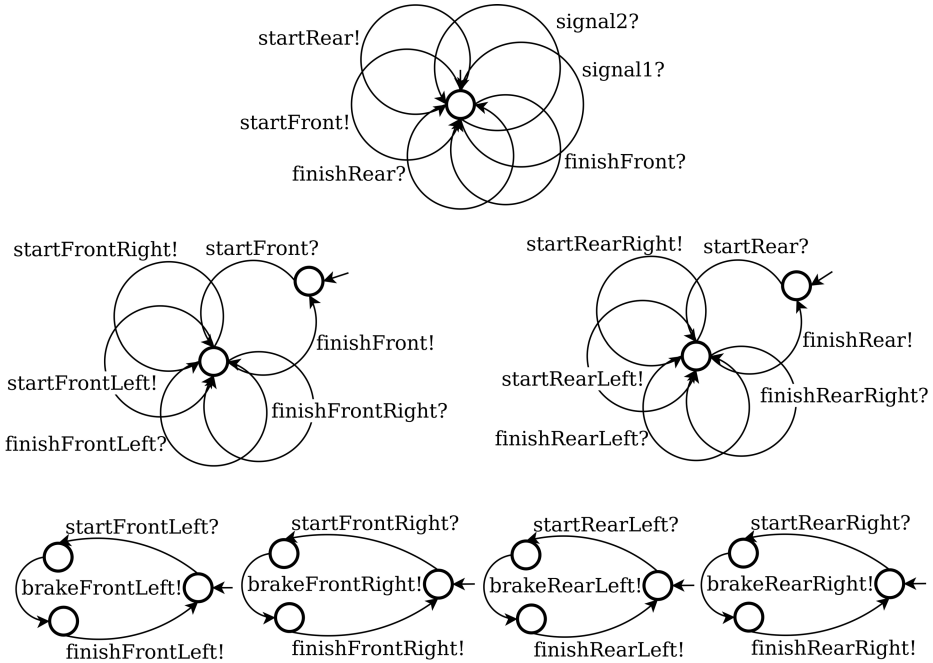 signal2?
startRear!
signal1?
startFront!
finishFront?
finishRear?
startFrontRight!
startFront?
startRearRight!
startRear?
finishFront!
finishRear!
startFrontLeft!
startRearLeft!
finishRearRight?
finishFrontRight?
finishFrontLeft?
finishRearLeft?
startFrontLeft?
startFrontRight?
startRearLeft?
startRearRight?
brakeFrontLeft!
brakeFrontRight!
brakeRearLeft!
brakeRearRight!
finishFrontLeft!
finishFrontRight!
finishRearLeft!
finishRearRight!